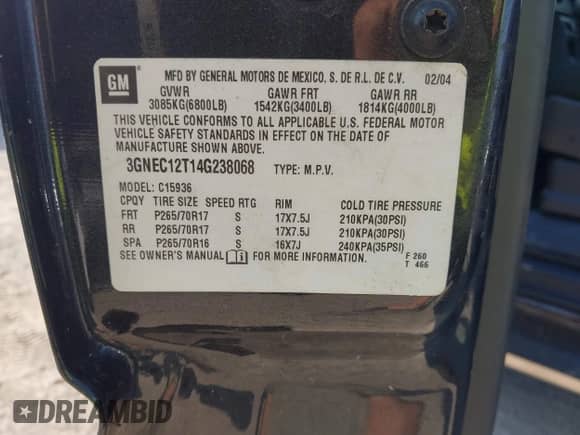 GM MFD BY GENERAL MOTORS DE MEXICO, S. DE R.L. DE C.V. 02/04
GVWR GAWR FRT GAWR RR
3085KG(6800LB) 1542KG(3400LB) 1814KG(4000LB)
THIS VEHICLE CONFORMS TO ALL APPLICABLE U.S. FEDERAL MOTOR
VEHICLE SAFETY STANDARDS IN EFFECT ON THE DATE OF
MANUFACTURE SHOWN ABOVE.
3GNEC12T14G238068 TYPE: M.P.V.
MODEL: C15936
CPQY TIRE SIZE SPEED RTG RIM COLD TIRE PRESSURE
FRT P265/70R17 S 17X7.5J 210KPA(30PSI)
RR P265/70R17 S 17X7.5J 210KPA(30PSI)
SPA P265/70R16 S 16X7J 240KPA(35PSI)
SEE OWNER'S MANUAL FOR MORE INFORMATION. F 260
T 466
DREAMBID